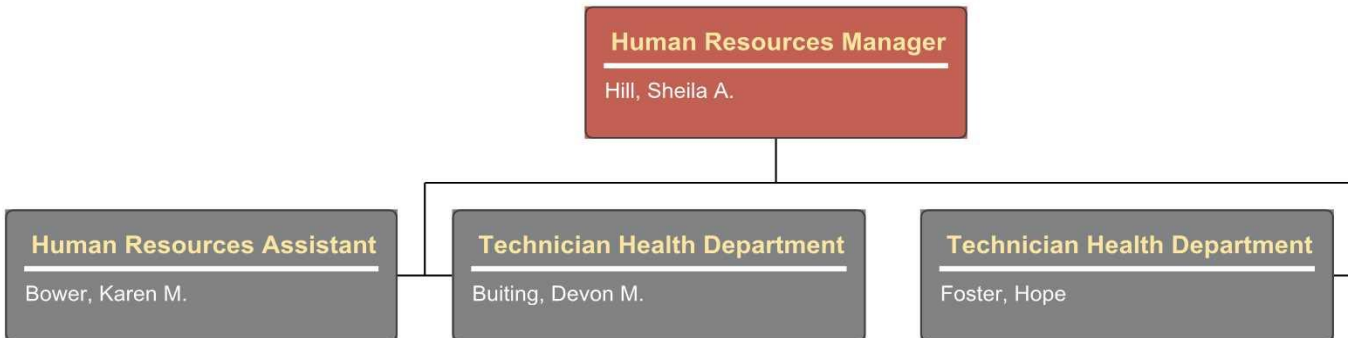 Human Resources Manager
Hill, Sheila A.
Human Resources Assistant
Bower, Karen M.
Technician Health Department
Buiting, Devon M.
Technician Health Department
Foster, Hope